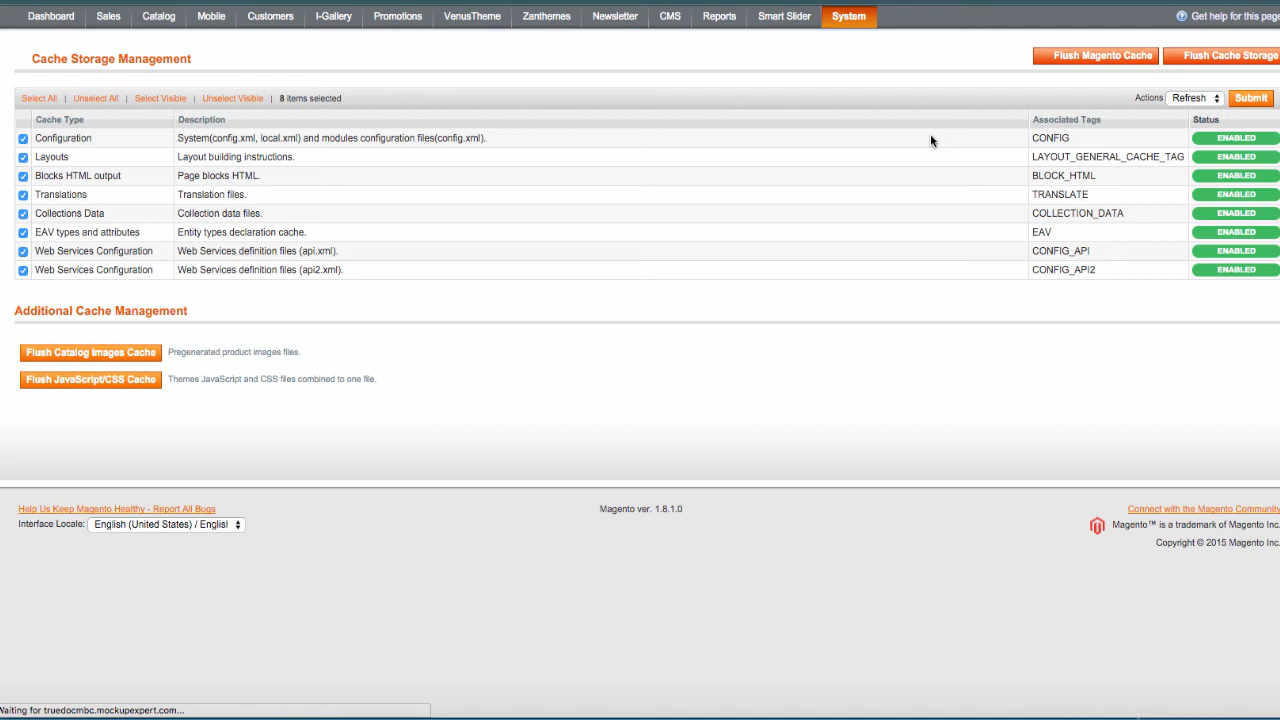 Dashboard Sales Catalog Mobile Customers I-Gallery Promotions VenusTheme Zanthemes Newsletter CMS Reports Smart Slider System Get help for this page
Cache Storage Management Flush Magento Cache Flush Cache Storage
Select All | Unselect All | Select Visible | Unselect Visible | 8 items selected Actions Refresh Submit
Cache Type Description Associated Tags Status
Configuration System(config.xml, local.xml) and modules configuration files(config.xml). CONFIG ENABLED
Layouts Layout building instructions. LAYOUT_GENERAL_CACHE_TAG ENABLED
Blocks HTML output Page blocks HTML. BLOCK_HTML ENABLED
Translations Translation files. TRANSLATE ENABLED
Collections Data Collection data files. COLLECTION_DATA ENABLED
EAV types and attributes Entity types declaration cache. EAV ENABLED
Web Services Configuration Web Services definition files (api.xml). CONFIG_API ENABLED
Web Services Configuration Web Services definition files (api2.xml). CONFIG_API2 ENABLED
Additional Cache Management
Flush Catalog Images Cache Pregenerated product images files.
Flush JavaScript/CSS Cache Themes JavaScript and CSS files combined to one file.
Help Us Keep Magento Healthy - Report All Bugs Magento ver. 1.8.1.0 Connect with the Magento Community
Interface Locale: English (United States) / Englisl Magento™ is a trademark of Magento Inc.
Copyright © 2015 Magento Inc.
Waiting for truedocmbc.mockupexpert.com...